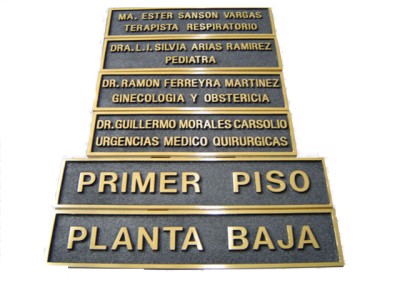 MA. ESTER SANSON VARGAS
TERAPISTA RESPIRATORIO
DRA. L.I. SILVIA ARIAS RAMIREZ
PEDIATRA
DR. RAMON FERREYRA MARTINEZ
GINECOLOGIA Y OBSTERICIA
DR. GUILLERMO MORALES CARSOLIO
URGENCIAS MEDICO QUIRURGICAS
PRIMER PISO
PLANTA BAJA